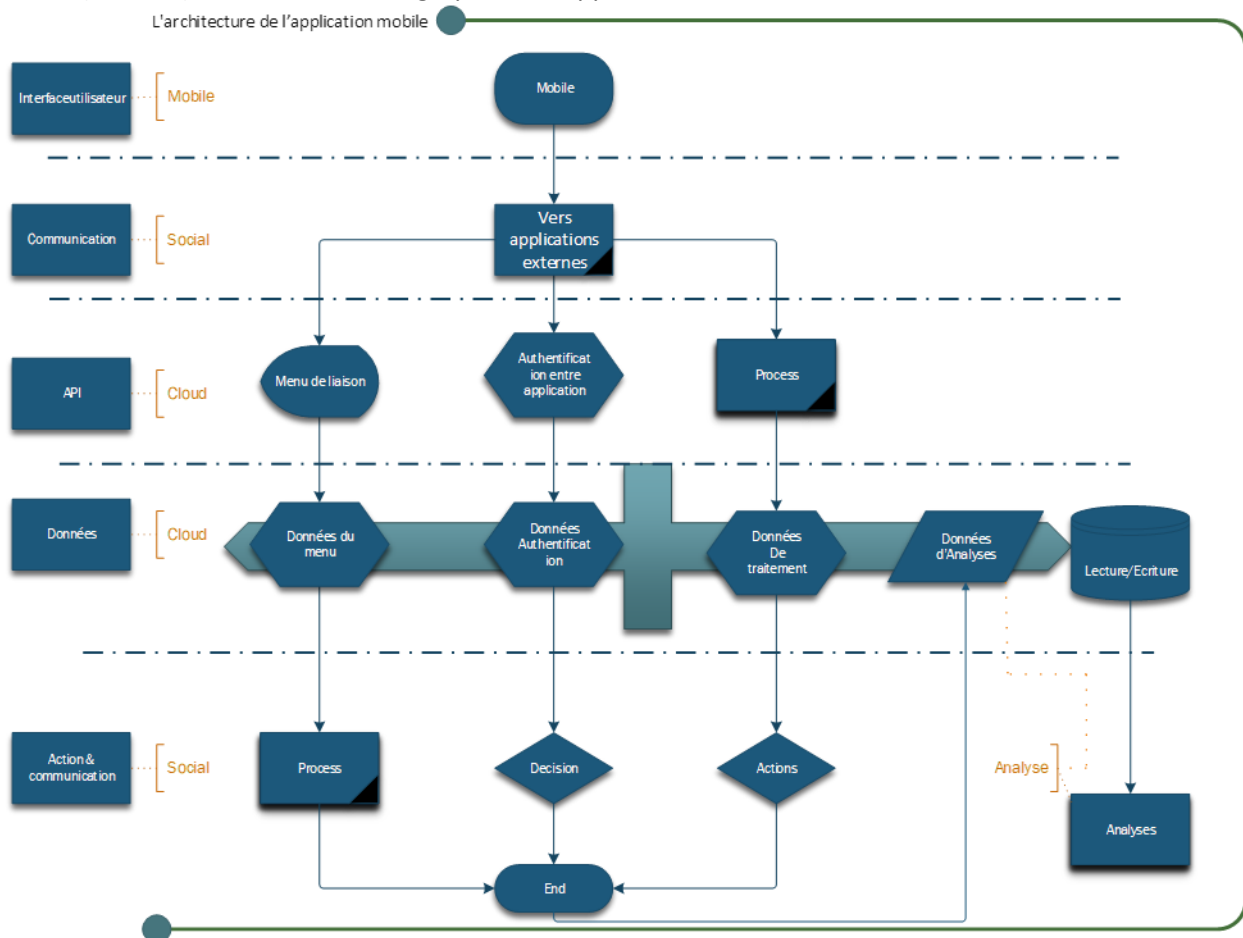 L'architecture de l'application mobile
Interfaceutilisateur
Mobile
Mobile
Communication
Social
Vers
applications
externes
API
Cloud
Menu de liaison
Authentificat
ion entre
application
Process
Données
Cloud
Données du
menu
Données
Authentificat
ion
Données
De
traitement
Données
d'Analyses
Lecture/Ecriture
Action &
communication
Social
Process
Decision
Actions
Analyse
Analyses
End